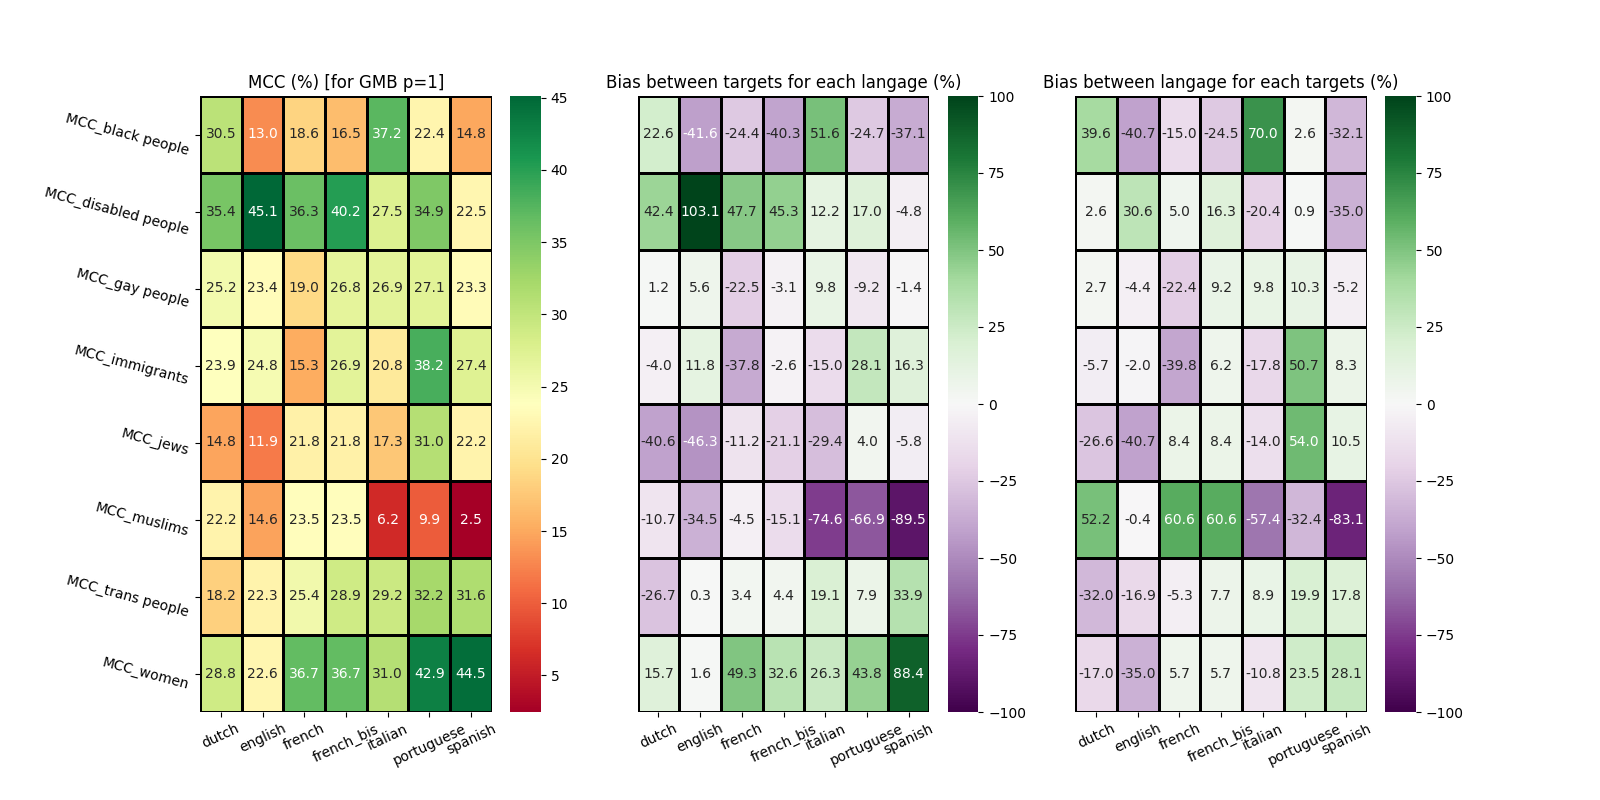 MCC (%) [for GMB p=1]
Bias between targets for each langage (%)
Bias between langage for each targets (%)
MCC_black people 30.5 13.0 18.6 16.5 37.2 22.4 14.8
MCC_disabled people 35.4 45.1 36.3 40.2 27.5 34.9 22.5
MCC_gay people 25.2 23.4 19.0 26.8 26.9 27.1 23.3
MCC_immigrants 23.9 24.8 15.3 26.9 20.8 38.2 27.4
MCC_jews 14.8 11.9 21.8 21.8 17.3 31.0 22.2
MCC_muslims 22.2 14.6 23.5 23.5 6.2 9.9 2.5
MCC_trans people 18.2 22.3 25.4 28.9 29.2 32.2 31.6
MCC_women 28.8 22.6 36.7 36.7 31.0 42.9 44.5
dutch english french french_bis italian portuguese spanish
45
40
35
30
25
20
15
10
5
22.6 -41.6 -24.4 -40.3 51.6 -24.7 -37.1
42.4 103.1 47.7 45.3 12.2 17.0 -4.8
1.2 5.6 -22.5 -3.1 9.8 -9.2 -1.4
-4.0 11.8 -37.8 -2.6 -15.0 28.1 16.3
-40.6 -46.3 -11.2 -21.1 -29.4 4.0 -5.8
-10.7 -34.5 -4.5 -15.1 -74.6 -66.9 -89.5
-26.7 0.3 3.4 4.4 19.1 7.9 33.9
15.7 1.6 49.3 32.6 26.3 43.8 88.4
dutch english french french_bis italian portuguese spanish
100
75
50
25
0
−25
−50
−75
−100
39.6 -40.7 -15.0 -24.5 70.0 2.6 -32.1
2.6 30.6 5.0 16.3 -20.4 0.9 -35.0
2.7 -4.4 -22.4 9.2 9.8 10.3 -5.2
-5.7 -2.0 -39.8 6.2 -17.8 50.7 8.3
-26.6 -40.7 8.4 8.4 -14.0 54.0 10.5
52.2 -0.4 60.6 60.6 -57.4 -32.4 -83.1
-32.0 -16.9 -5.3 7.7 8.9 19.9 17.8
-17.0 -35.0 5.7 5.7 -10.8 23.5 28.1
dutch english french french_bis italian portuguese spanish
100
75
50
25
0
−25
−50
−75
−100